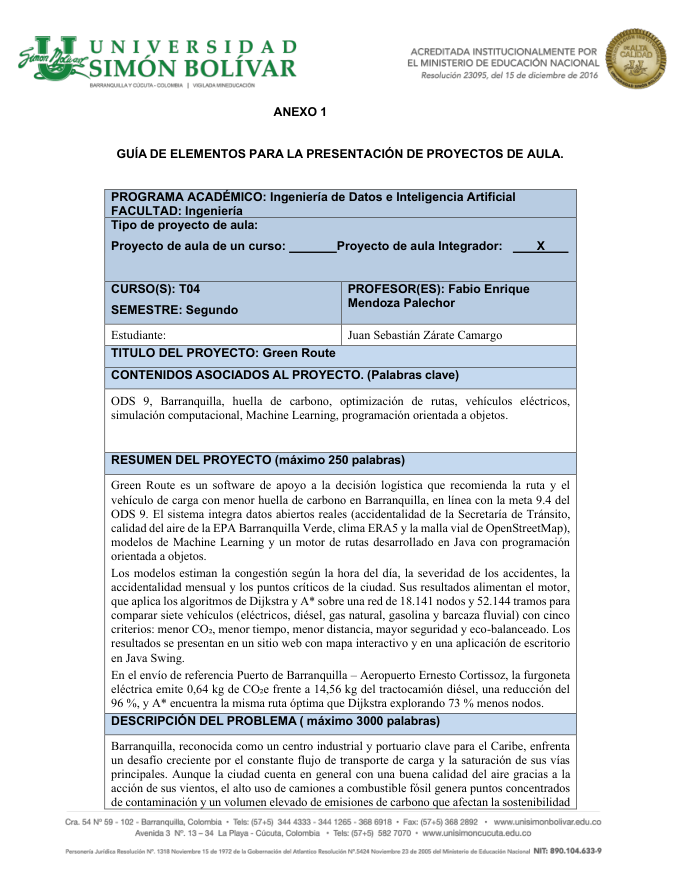 UNIVERSIDAD
SIMÓN BOLÍVAR
BARRANQUILLA Y CÚCUTA - COLOMBIA | VIGILADA MINEDUCACIÓN
ACREDITADA INSTITUCIONALMENTE POR
EL MINISTERIO DE EDUCACIÓN NACIONAL
Resolución 23095, del 15 de diciembre de 2016
ANEXO 1
GUÍA DE ELEMENTOS PARA LA PRESENTACIÓN DE PROYECTOS DE AULA.
PROGRAMA ACADÉMICO: Ingeniería de Datos e Inteligencia Artificial
FACULTAD: Ingeniería
Tipo de proyecto de aula:
Proyecto de aula de un curso: _______Proyecto de aula Integrador: ___X___
CURSO(S): T04
SEMESTRE: Segundo
PROFESOR(ES): Fabio Enrique
Mendoza Palechor
Estudiante:
Juan Sebastián Zárate Camargo
TITULO DEL PROYECTO: Green Route
CONTENIDOS ASOCIADOS AL PROYECTO. (Palabras clave)
ODS 9, Barranquilla, huella de carbono, optimización de rutas, vehículos eléctricos,
simulación computacional, Machine Learning, programación orientada a objetos.
RESUMEN DEL PROYECTO (máximo 250 palabras)
Green Route es un software de apoyo a la decisión logística que recomienda la ruta y el
vehículo de carga con menor huella de carbono en Barranquilla, en línea con la meta 9.4 del
ODS 9. El sistema integra datos abiertos reales (accidentalidad de la Secretaría de Tránsito,
calidad del aire de la EPA Barranquilla Verde, clima ERA5 y la malla vial de OpenStreetMap),
modelos de Machine Learning y un motor de rutas desarrollado en Java con programación
orientada a objetos.
Los modelos estiman la congestión según la hora del día, la severidad de los accidentes, la
accidentalidad mensual y los puntos críticos de la ciudad. Sus resultados alimentan el motor,
que aplica los algoritmos de Dijkstra y A* sobre una red de 18.141 nodos y 52.144 tramos para
comparar siete vehículos (eléctricos, diésel, gas natural, gasolina y barcaza fluvial) con cinco
criterios: menor CO₂, menor tiempo, menor distancia, mayor seguridad y eco-balanceado. Los
resultados se presentan en un sitio web con mapa interactivo y en una aplicación de escritorio
en Java Swing.
En el envío de referencia Puerto de Barranquilla – Aeropuerto Ernesto Cortissoz, la furgoneta
eléctrica emite 0,64 kg de CO₂e frente a 14,56 kg del tractocamión diésel, una reducción del
96 %, y A* encuentra la misma ruta óptima que Dijkstra explorando 73 % menos nodos.
DESCRIPCIÓN DEL PROBLEMA ( máximo 3000 palabras)
Barranquilla, reconocida como un centro industrial y portuario clave para el Caribe, enfrenta
un desafío creciente por el constante flujo de transporte de carga y la saturación de sus vías
principales. Aunque la ciudad cuenta en general con una buena calidad del aire gracias a la
acción de sus vientos, el alto uso de camiones a combustible fósil genera puntos concentrados
de contaminación y un volumen elevado de emisiones de carbono que afectan la sostenibilidad
Cra. 54 Nº 59 - 102 - Barranquilla, Colombia • Tels: (57+5) 344 4333 - 344 1265 - 368 6918 • Fax: (57+5) 368 2892 • www.unisimonbolivar.edu.co
Avenida 3 Nº. 13 – 34 La Playa - Cúcuta, Colombia • Tels: (57+5) 582 7070 • www.unisimoncucuta.edu.co
Personería Jurídica Resolución Nº. 1318 Noviembre 15 de 1972 de la Gobernación del Atlántico Resolución Nº.5424 Noviembre 23 de 2005 del Ministerio de Educación Nacional NIT: 890.104.633-9